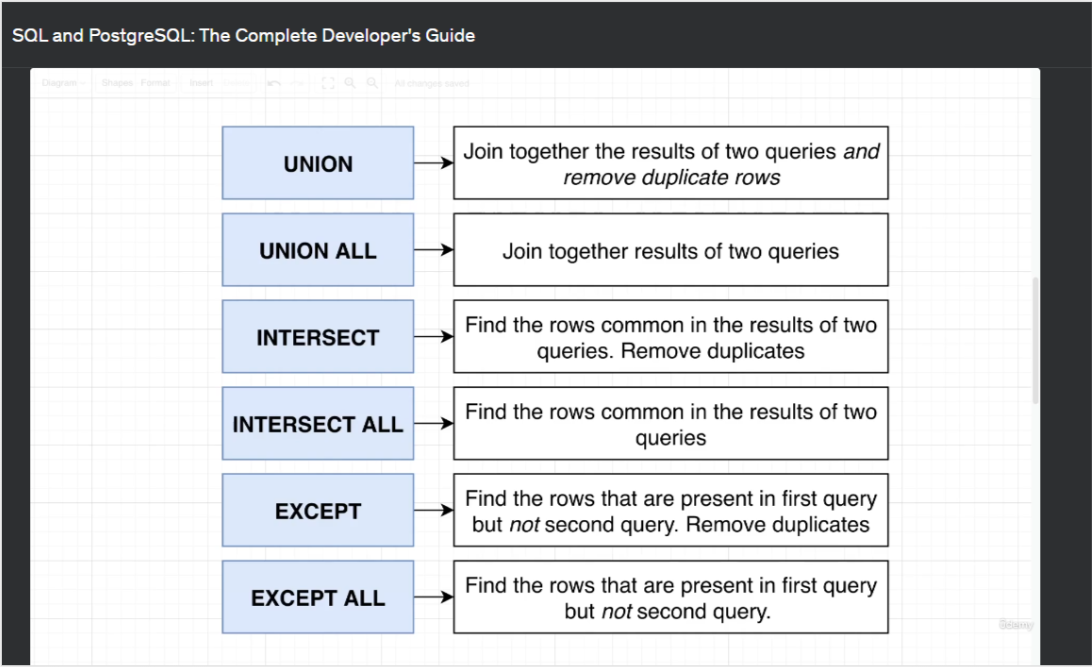 SQL and PostgreSQL: The Complete Developer's Guide
Diagram Shapes Format Insert All changes saved
UNION
Join together the results of two queries and
remove duplicate rows
UNION ALL
Join together results of two queries
INTERSECT
Find the rows common in the results of two
queries. Remove duplicates
INTERSECT ALL
Find the rows common in the results of two
queries
EXCEPT
Find the rows that are present in first query
but not second query. Remove duplicates
EXCEPT ALL
Find the rows that are present in first query
but not second query.
Udemy